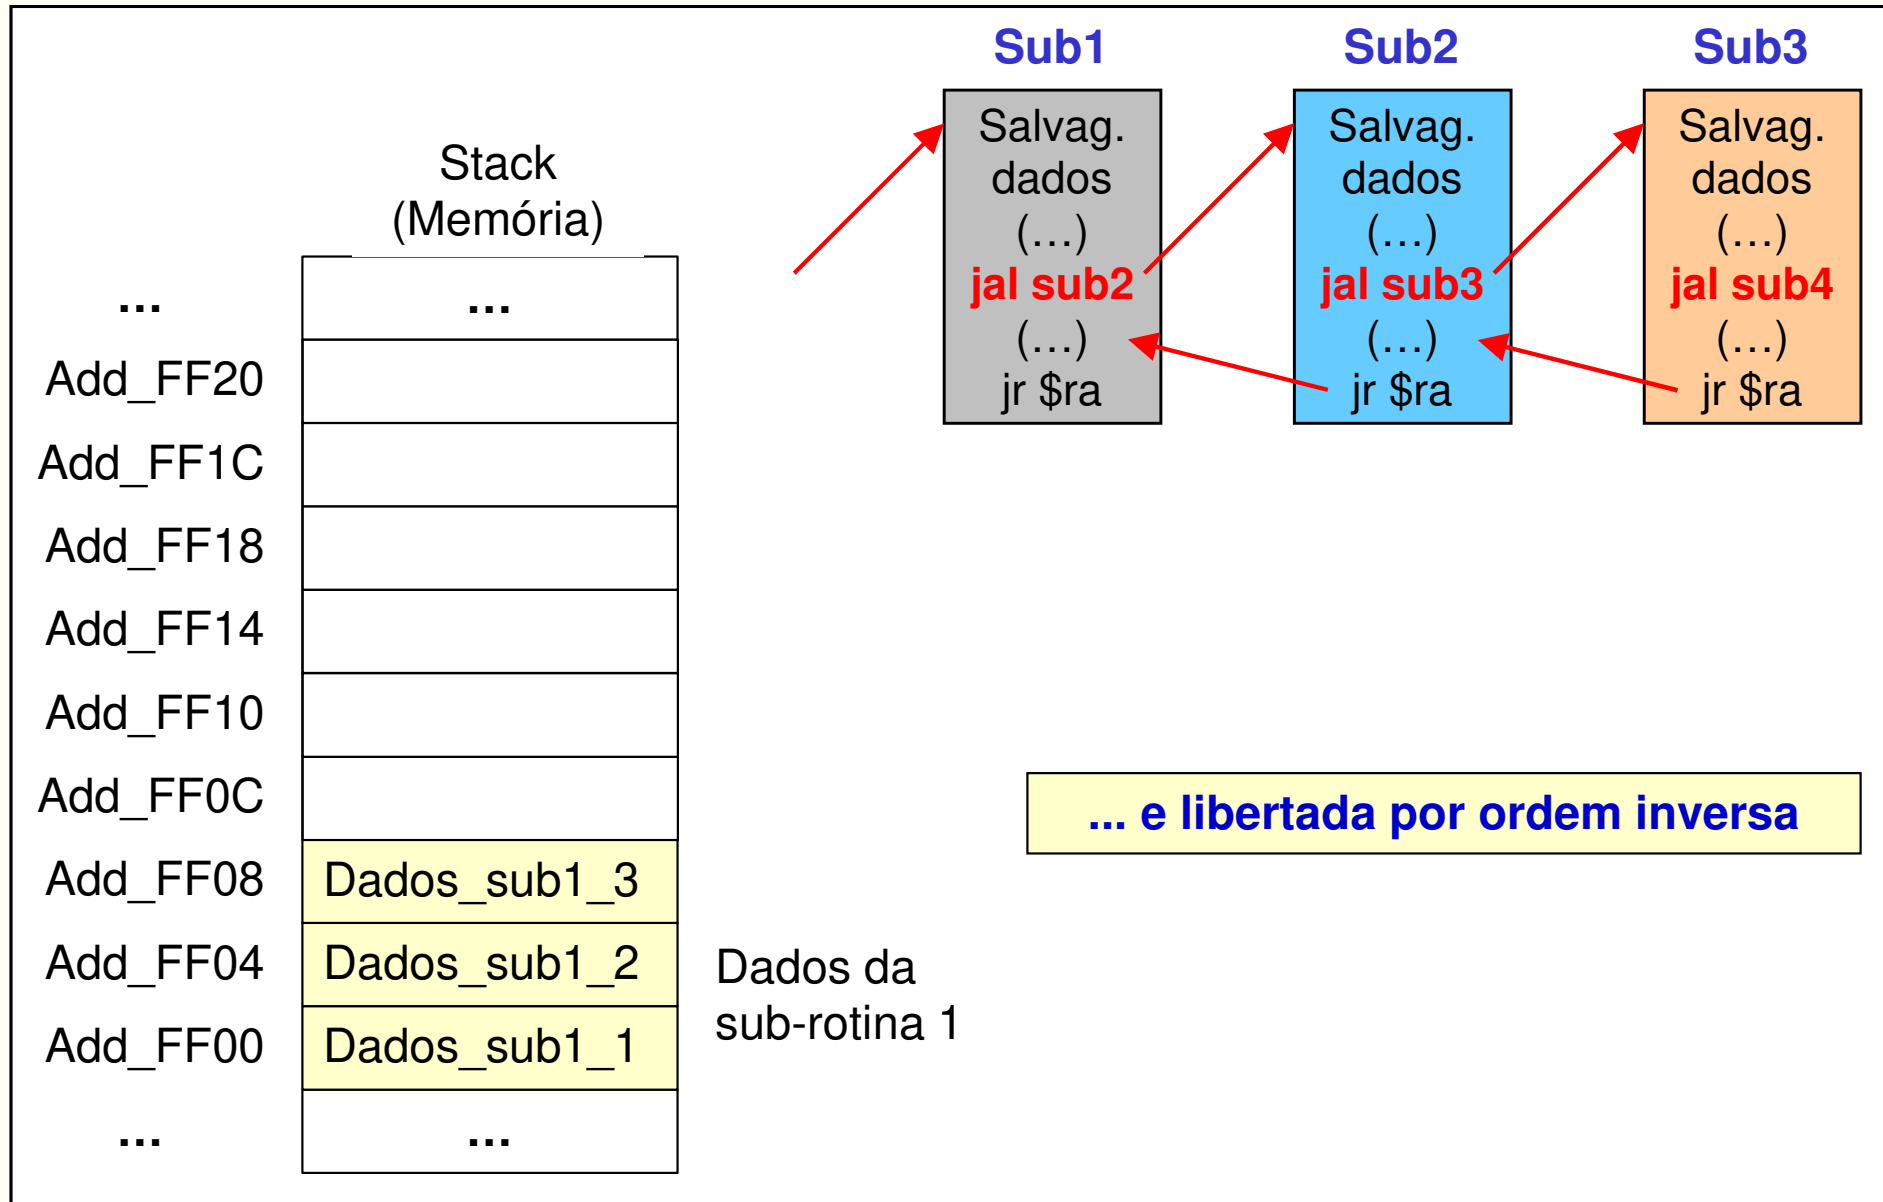 Sub1 Sub2 Sub3
Salvag. Salvag. Salvag.
dados dados dados
(…) (…) (…)
jal sub2 jal sub3 jal sub4
(…) (…) (…)
jr $ra jr $ra jr $ra
Stack
(Memória)
... ...
Add_FF20
Add_FF1C
Add_FF18
Add_FF14
Add_FF10
Add_FF0C
... e libertada por ordem inversa
Add_FF08 Dados_sub1_3
Add_FF04 Dados_sub1_2
Add_FF00 Dados_sub1_1
Dados da
sub-rotina 1
... ...